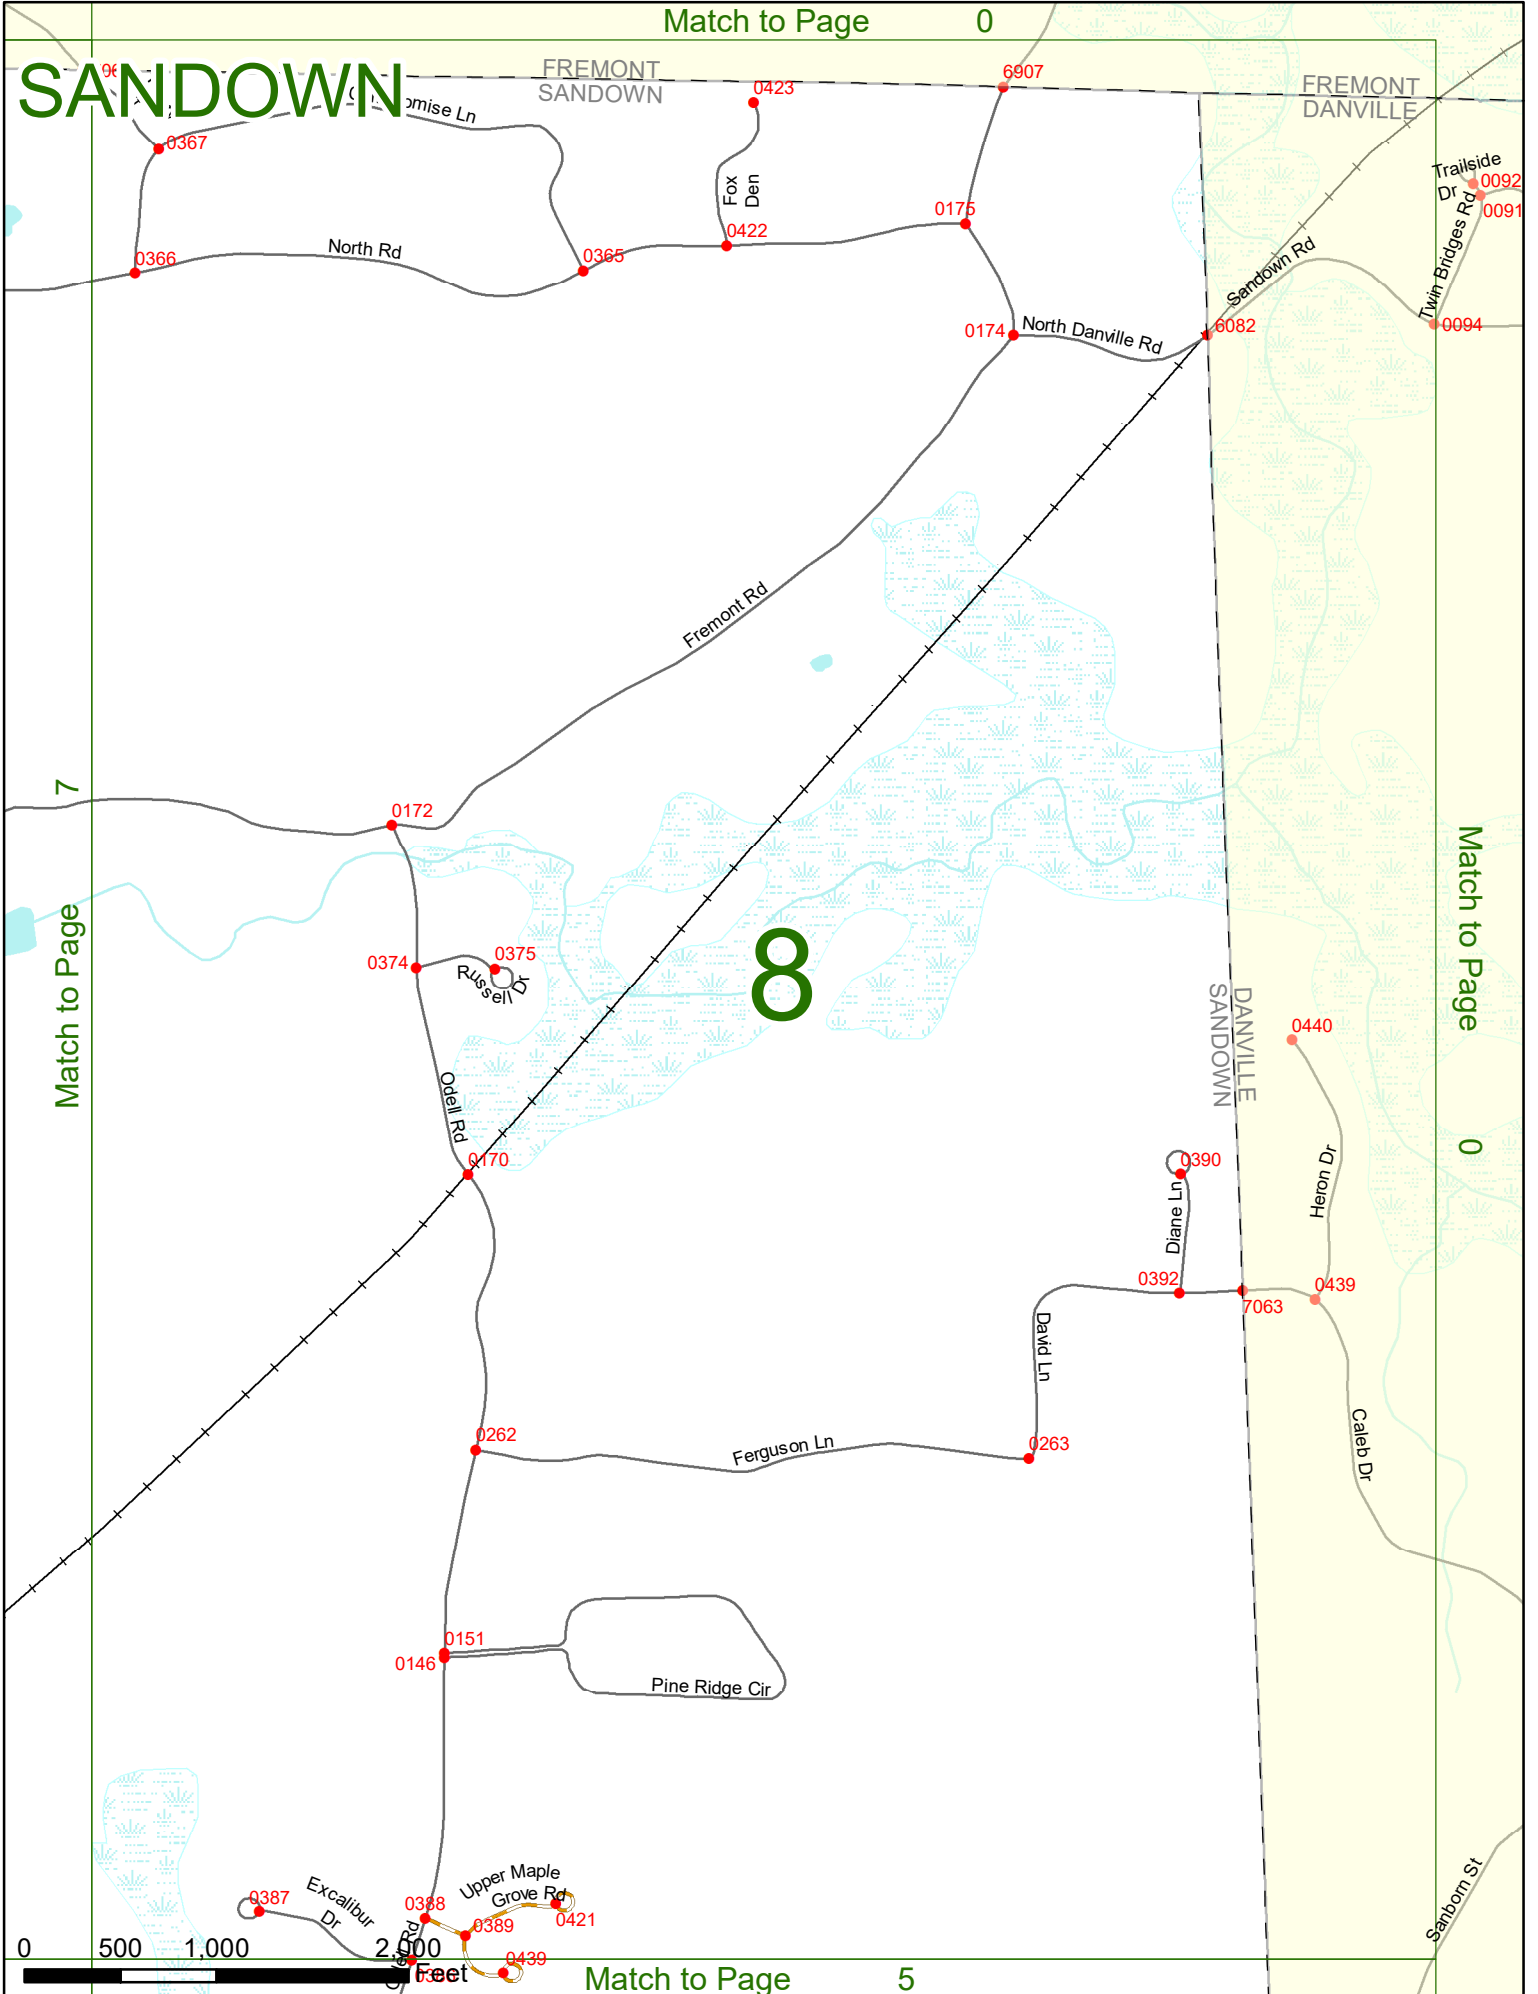 Match to Page 0
SANDOWN
FREMONT
SANDOWN
0423
6907
FREMONT
DANVILLE
omise Ln
0367
Trailside
Dr
0092
0091
Fox
Den
0175
0422
North Rd
0366
0365
Sandown Rd
Twin Bridges Rd
0174
North Danville Rd
6082
0094
Fremont Rd
7
Match to Page
0172
Match to Page
0
0374
0375
Russell Dr
8
DANVILLE
SANDOWN
0440
Odell Rd
0170
0390
Diane Ln
Heron Dr
0392
7063
0439
David Ln
0262
Ferguson Ln
0263
Caleb Dr
0151
0146
Pine Ridge Cir
Upper Maple
Grove Rd
Excalibur
Dr
0387
0388
0389
0421
Sanborn St
0 500 1,000 2,000
Feet
0439
Match to Page 5